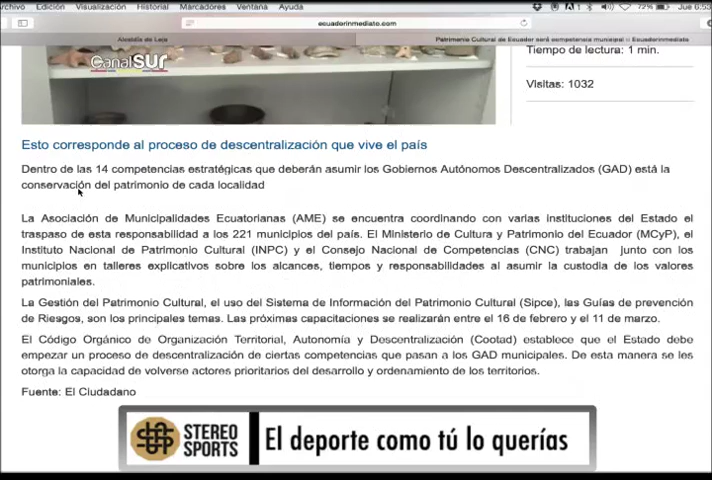 rchivo Edición Visualización Historial Marcadores Ventana Ayuda
72% Jue 6:53
ecuadorinmediato.com
Alcaldía de Loja
Patrimonio Cultural de Ecuador será competencia municipal :: Ecuadorinmediato
CanalSUr
Tiempo de lectura: 1 min.
Visitas: 1032
Esto corresponde al proceso de descentralización que vive el país
Dentro de las 14 competencias estratégicas que deberán asumir los Gobiernos Autónomos Descentralizados (GAD) está la
conservación del patrimonio de cada localidad
La Asociación de Municipalidades Ecuatorianas (AME) se encuentra coordinando con varias instituciones del Estado el
traspaso de esta responsabilidad a los 221 municipios del país. El Ministerio de Cultura y Patrimonio del Ecuador (MCyP), el
Instituto Nacional de Patrimonio Cultural (INPC) y el Consejo Nacional de Competencias (CNC) trabajan junto con los
municipios en talleres explicativos sobre los alcances, tiempos y responsabilidades al asumir la custodia de los valores
patrimoniales.
La Gestión del Patrimonio Cultural, el uso del Sistema de Información del Patrimonio Cultural (Sipce), las Guías de prevención
de Riesgos, son los principales temas. Las próximas capacitaciones se realizarán entre el 16 de febrero y el 11 de marzo.
El Código Orgánico de Organización Territorial, Autonomía y Descentralización (Cootad) establece que el Estado debe
empezar un proceso de descentralización de ciertas competencias que pasan a los GAD municipales. De esta manera se les
otorga la capacidad de volverse actores prioritarios del desarrollo y ordenamiento de los territorios.
Fuente: El Ciudadano
STEREO
SPORTS
El deporte como tú lo querías